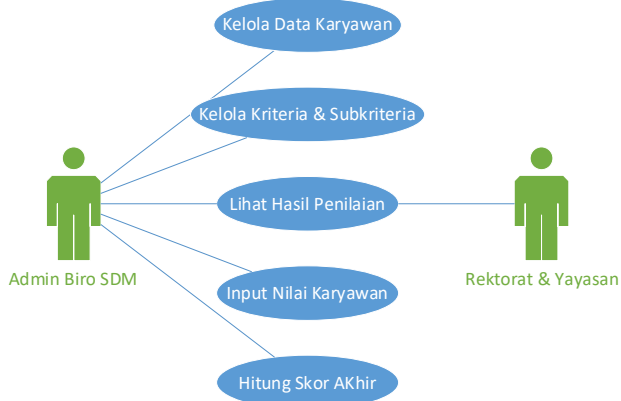 Kelola Data Karyawan
Kelola Kriteria & Subkriteria
Lihat Hasil Penilaian
Admin Biro SDM
Rektorat & Yayasan
Input Nilai Karyawan
Hitung Skor AKhir